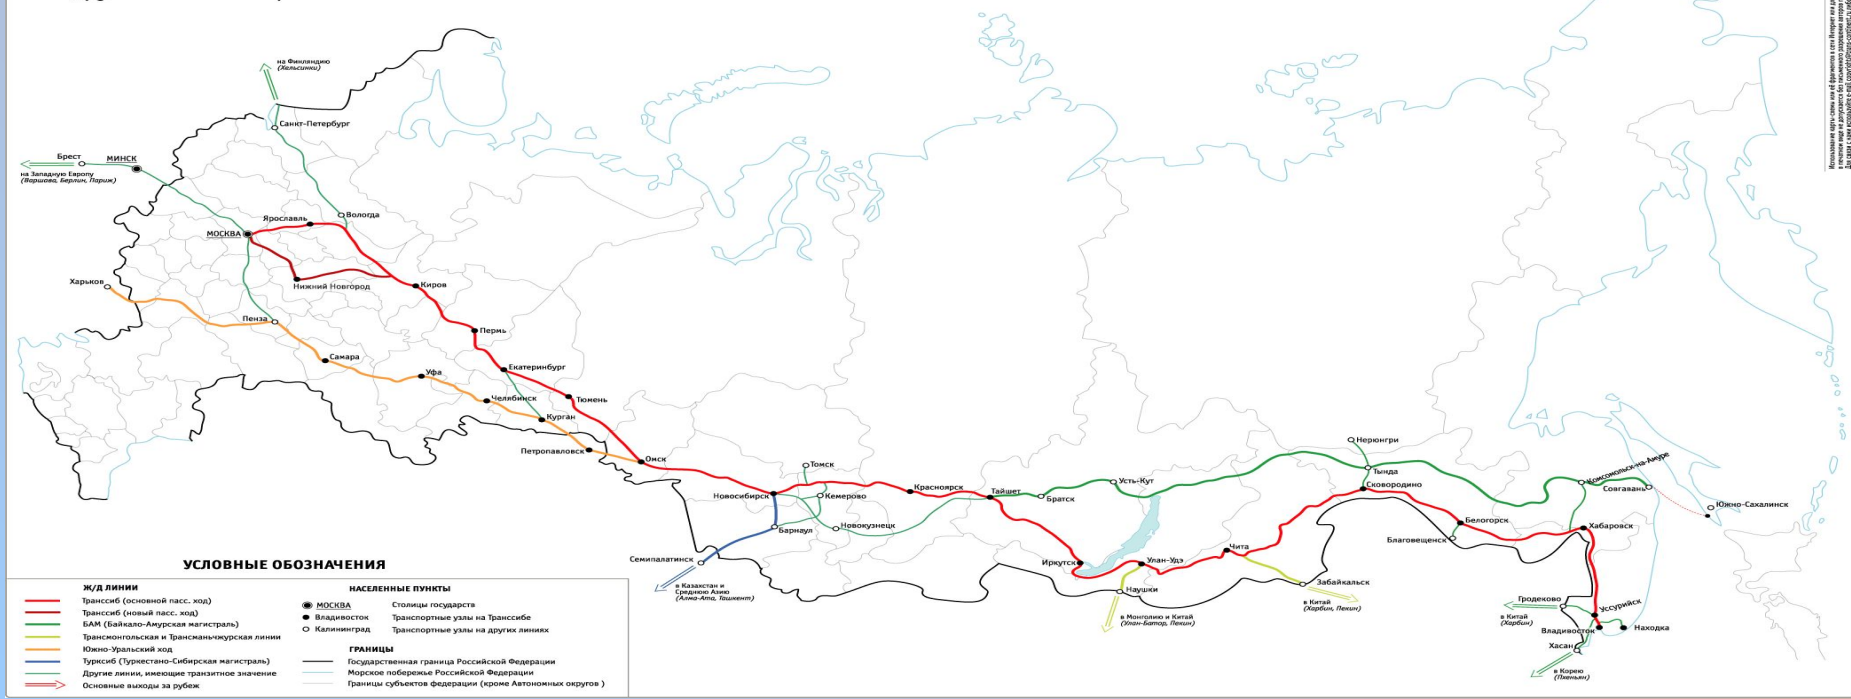 на Финляндию
(Хельсинки)
Санкт-Петербург
Брест
МИНСК
на Западную Европу
(Варшава, Берлин, Париж)
Ярославль
Вологда
МОСКВА
Харьков
Нижний Новгород
Киров
Пенза
Пермь
Самара
Екатеринбург
Уфа
Тюмень
Челябинск
Курган
Петропавловск
Омск
Томск
Новосибирск
Кемерово
Красноярск
Тайшет
Братск
Усть-Кут
Нерюнгри
Тында
Сковородино
Комсомольск-на-Амуре
Совгавань
Южно-Сахалинск
Барнаул
Новокузнецк
Белогорск
Хабаровск
Благовещенск
Семипалатинск
Иркутск
Улан-Удэ
Чита
в Казахстан и
Среднюю Азию
(Алма-Ата, Ташкент)
Наушки
Забайкальск
в Монголию и Китай
(Улан-Батор, Пекин)
в Китай
(Харбин, Пекин)
Гродеково
Уссурийск
в Китай
(Харбин)
Владивосток
Находка
Хасан
в Корею
(Пхеньян)
УСЛОВНЫЕ ОБОЗНАЧЕНИЯ
Ж/Д ЛИНИИ
Транссиб (основной пасс. ход)
Транссиб (новый пасс. ход)
БАМ (Байкало-Амурская магистраль)
Трансмонгольская и Трансманьчжурская линии
Южно-Уральский ход
Турксиб (Туркестано-Сибирская магистраль)
Другие линии, имеющие транзитное значение
Основные выходы за рубеж
НАСЕЛЕННЫЕ ПУНКТЫ
МОСКВА Столицы государств
Владивосток Транспортные узлы на Транссибе
Калининград Транспортные узлы на других линиях
ГРАНИЦЫ
Государственная граница Российской Федерации
Морское побережье Российской Федерации
Границы субъектов федерации (кроме Автономных округов )